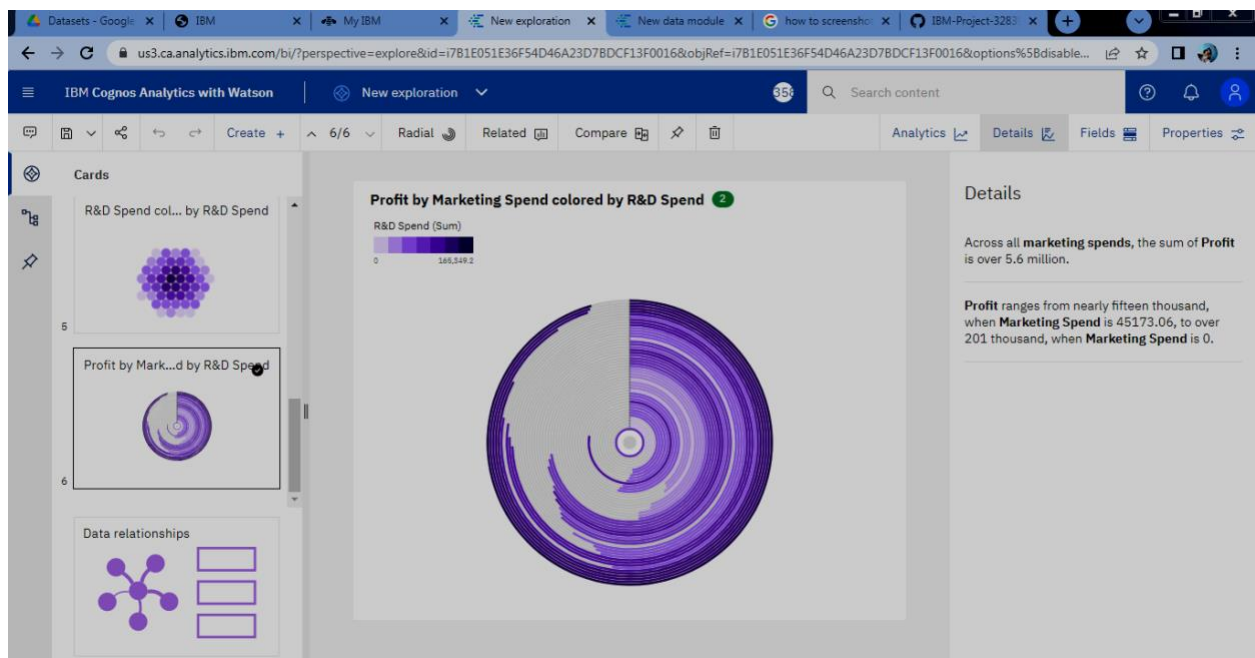 Datasets - Google
IBM
My IBM
New exploration
New data module
how to screensho
IBM-Project-3283
us3.ca.analytics.ibm.com/bi/?perspective=explore&id=i7B1E051E36F54D46A23D7BDCF13F0016&objRef=i7B1E051E36F54D46A23D7BDCF13F0016&options%5Bdisable...
IBM Cognos Analytics with Watson
New exploration
358
Search content
Create +
6/6
Radial
Related
Compare
Analytics
Details
Fields
Properties
Cards
R&D Spend col... by R&D Spend
5
Profit by Mark...d by R&D Spend
6
Data relationships
Profit by Marketing Spend colored by R&D Spend 2
R&D Spend (Sum)
0 165,349.2
Details
Across all marketing spends, the sum of Profit
is over 5.6 million.
Profit ranges from nearly fifteen thousand,
when Marketing Spend is 45173.06, to over
201 thousand, when Marketing Spend is 0.